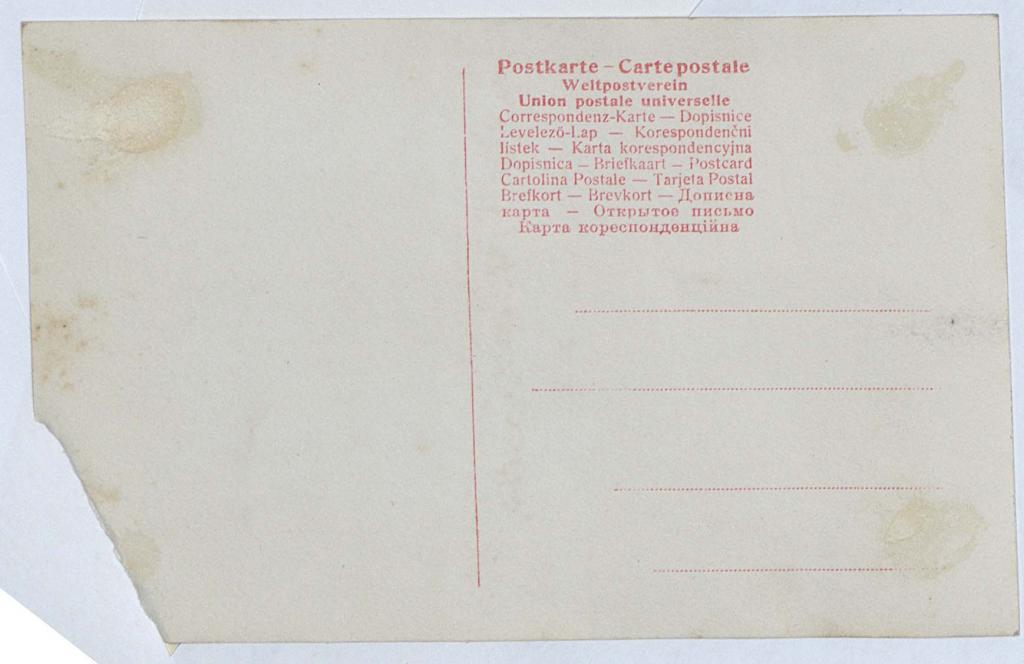 Postkarte – Carte postale
Weltpostverein
Union postale universelle
Correspondenz-Karte — Dopisnice
Levelező-Lap — Korespondenční
lístek — Karta korespondencyjna
Dopisnica — Briefkaart — Postcard
Cartolina Postale — Tarjeta Postal
Brefkort — Brevkort — Дописна
карта — Открытое письмо
Карта кореспонденційна